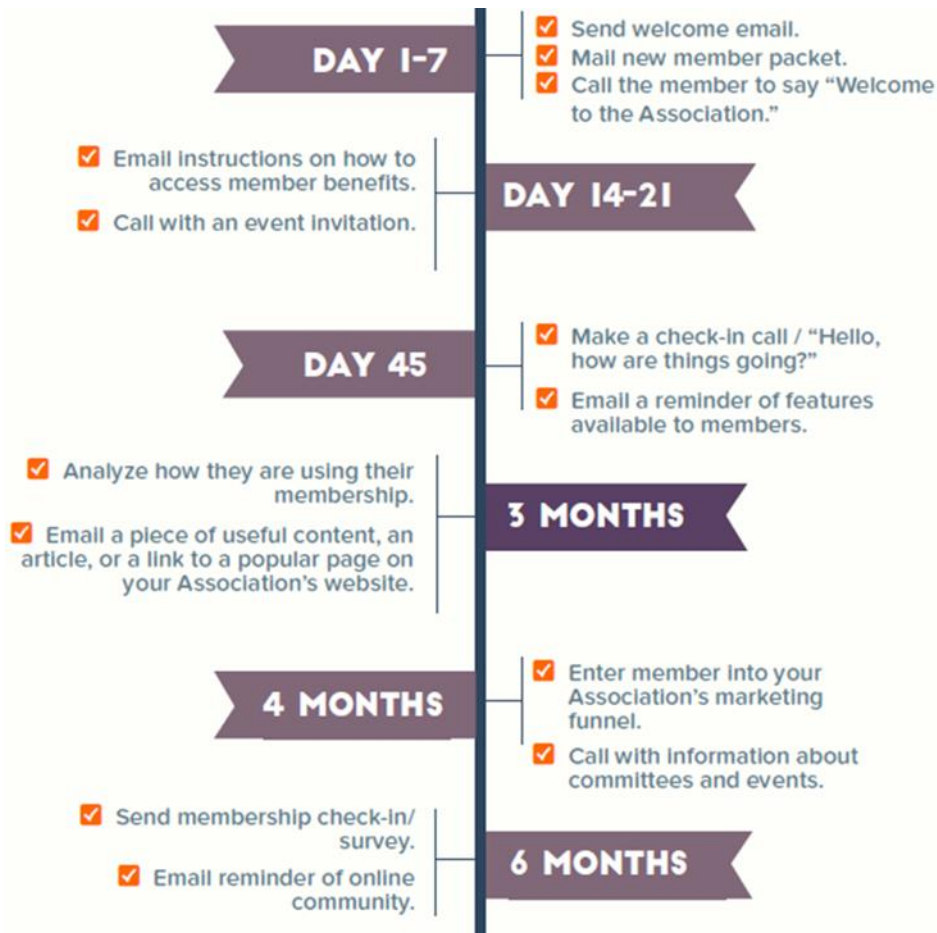 DAY 1-7
Send welcome email.
Mail new member packet.
Call the member to say “Welcome
to the Association.”
Email instructions on how to
access member benefits.
Call with an event invitation.
DAY 14-21
DAY 45
Make a check-in call / “Hello,
how are things going?”
Email a reminder of features
available to members.
Analyze how they are using their
membership.
Email a piece of useful content, an
article, or a link to a popular page on
your Association’s website.
3 MONTHS
4 MONTHS
Enter member into your
Association’s marketing
funnel.
Call with information about
committees and events.
Send membership check-in/
survey.
Email reminder of online
community.
6 MONTHS